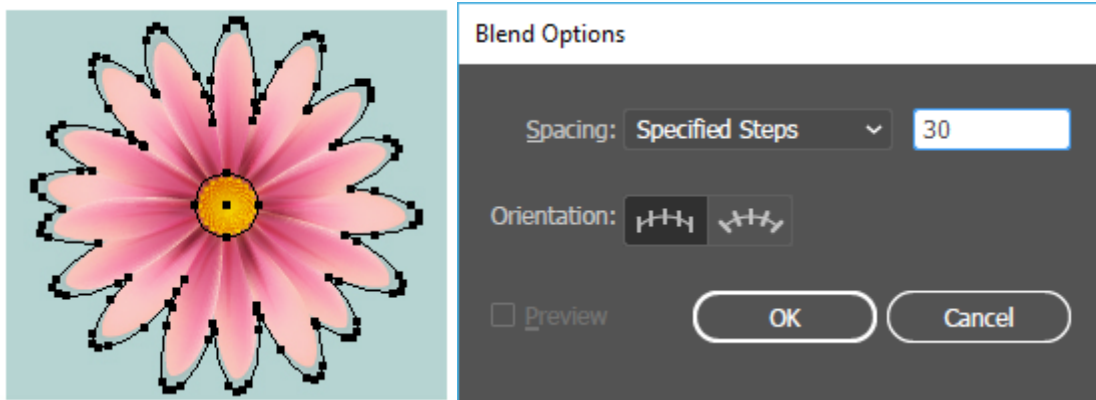 Blend Options
Spacing: Specified Steps 30
Orientation:
Preview
OK Cancel